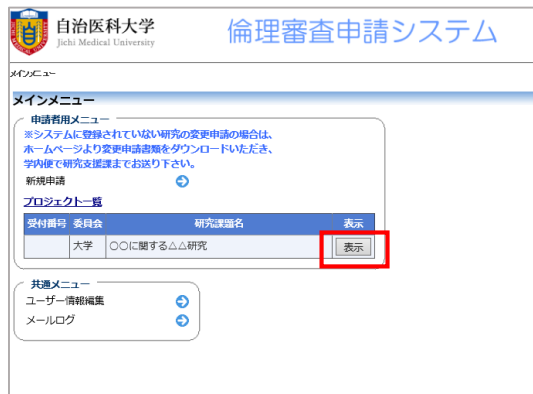 自治医科大学
Jichi Medical University
倫理審査申請システム
メインメニュー
メインメニュー
申請者用メニュー
※システムに登録されていない研究の変更申請の場合は、
ホームページより変更申請書類をダウンロードいただき、
学内便で研究支援課までお送り下さい。
新規申請
プロジェクト一覧
受付番号 委員会 研究課題名 表示
大学 ○○に関する△△研究 表示
共通メニュー
ユーザー情報編集
メールログ